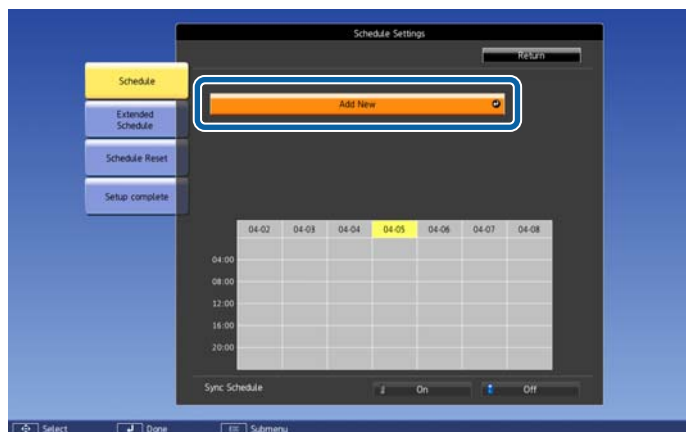 Schedule Settings
Return
Schedule
Add New
Extended
Schedule
Schedule Reset
Setup complete
04-02 04-03 04-04 04-05 04-06 04-07 04-08
04:00
08:00
12:00
16:00
20:00
Sync Schedule On Off
Select Done Esc Submenu